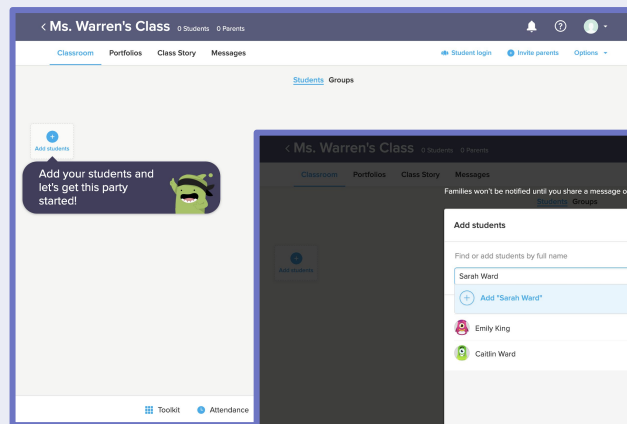 < Ms. Warren's Class 0 Students 0 Parents
Classroom Portfolios Class Story Messages
Student login Invite parents Options
Students Groups
Add students
Add your students and
let's get this party
started!
Toolkit Attendance
< Ms. Warren's Class 0 Students 0 Parents
Classroom Portfolios Class Story Messages
Families won't be notified until you share a message o
Students Groups
Add students
Add students
Find or add students by full name
Sarah Ward
Add "Sarah Ward"
Emily King
Caitlin Ward